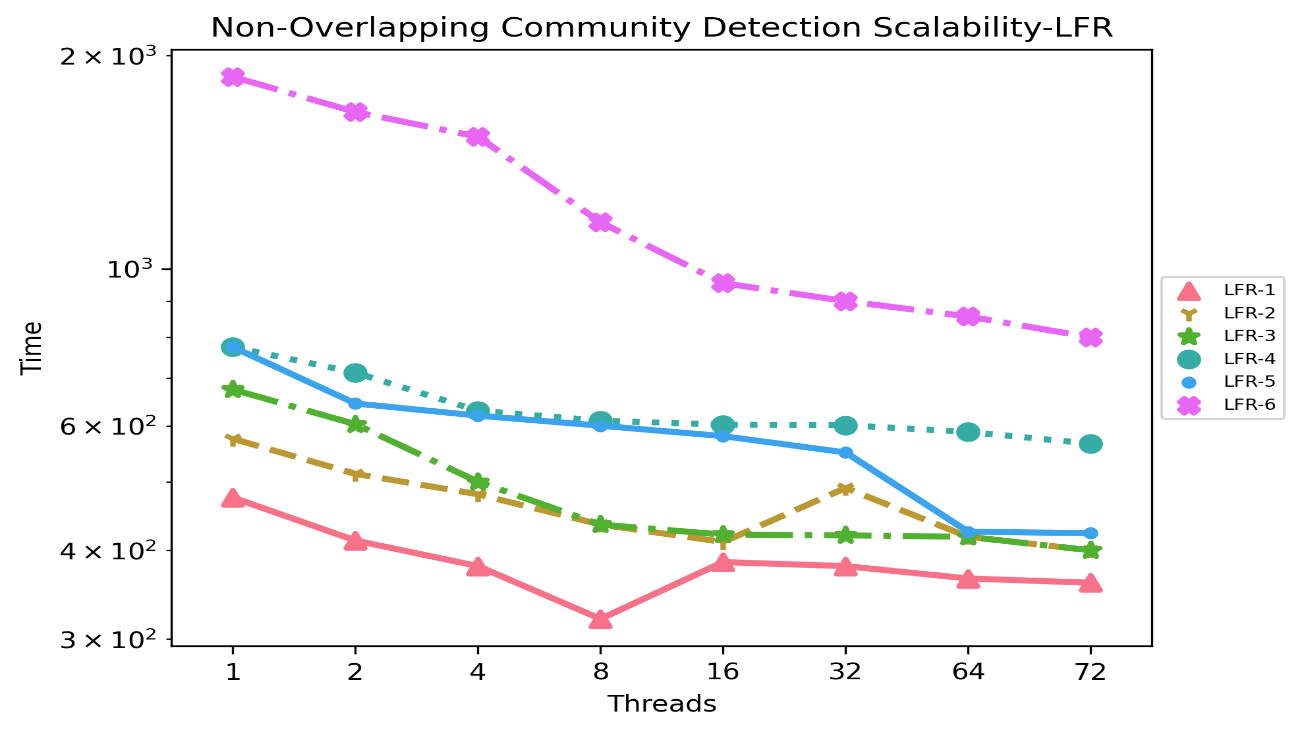 Non-Overlapping Community Detection Scalability-LFR
2 × 10³
10³
6 × 10²
4 × 10²
3 × 10²
Time
1 2 4 8 16 32 64 72
Threads
LFR-1
LFR-2
LFR-3
LFR-4
LFR-5
LFR-6